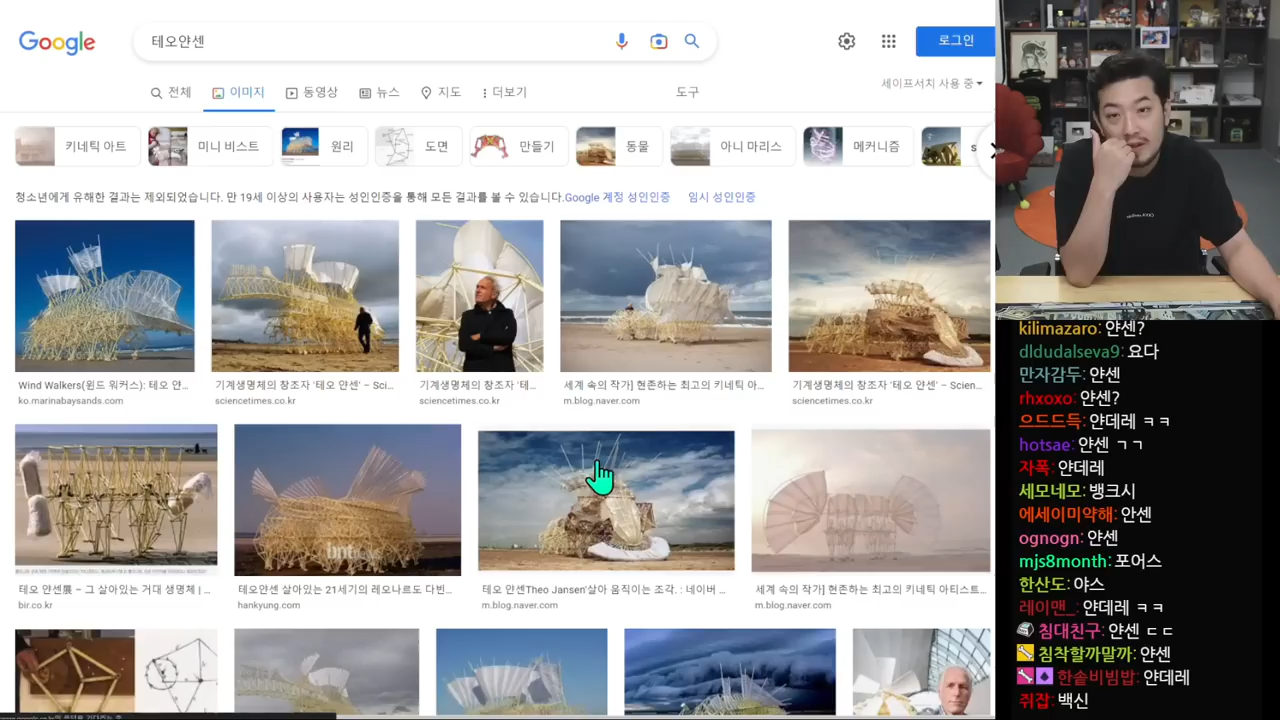 Google
테오얀센
로그인
전체
이미지
동영상
뉴스
지도
더보기
도구
세이프서치 사용 중
키네틱 아트
미니 비스트
원리
도면
만들기
동물
아니 마리스
메커니즘
s
청소년에게 유해한 결과는 제외되었습니다. 만 19세 이상의 사용자는 성인인증을 통해 모든 결과를 볼 수 있습니다.Google 계정 성인인증 임시 성인인증
Wind Walkers(윈드 워커스): 테오 얀...
ko.marinabaysands.com
기계생명체의 창조자 '테오 얀센' – Sci...
sciencetimes.co.kr
기계생명체의 창조자 '테...
sciencetimes.co.kr
세계 속의 작가] 현존하는 최고의 키네틱 아...
m.blog.naver.com
기계생명체의 창조자 '테오 얀센' – Scien...
sciencetimes.co.kr
bnt
테오 얀센展 – 그 살아있는 거대 생명체 | ...
bir.co.kr
테오얀센 살아있는 21세기의 레오나르도 다빈...
hankyung.com
테오 얀센Theo Jansen'살아 움직이는 조각. : 네이버 ...
m.blog.naver.com
세계 속의 작가] 현존하는 최고의 키네틱 아티스트...
m.blog.naver.com
kilimazaro: 얀센?
dldudalseva9: 요다
만자감두: 얀센
rhxoxo: 얀센?
으드드득: 얀데레 ㅋㅋ
hotsae: 얀센 ㄱㄱ
자폭: 얀데레
세모네모: 뱅크시
에세이미약해: 안센
ognogn: 얀센
mjs8month: 포어스
한산도: 야스
레이맨_: 얀데레 ㅋㅋ
침대친구: 얀센 ㄷㄷ
침착할까말까: 얀센
한솥비빔밥: 얀데레
쥐잡: 백신